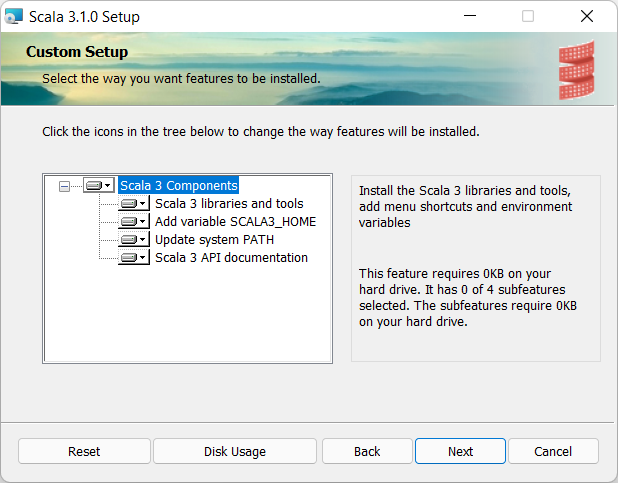 Scala 3.1.0 Setup
Custom Setup
Select the way you want features to be installed.
Click the icons in the tree below to change the way features will be installed.
Scala 3 Components
Scala 3 libraries and tools
Add variable SCALA3_HOME
Update system PATH
Scala 3 API documentation
Install the Scala 3 libraries and tools,
add menu shortcuts and environment
variables
This feature requires 0KB on your
hard drive. It has 0 of 4 subfeatures
selected. The subfeatures require 0KB
on your hard drive.
Reset
Disk Usage
Back
Next
Cancel